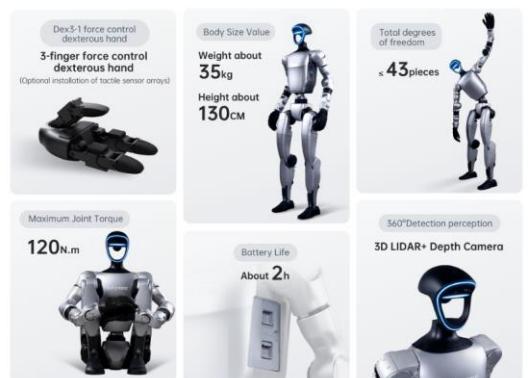 Dex3-1 force control
dexterous hand
3-finger force control
dexterous hand
(Optional installation of tactile sensor arrays)
Body Size Value
Weight about
35kg
Height about
130CM
Total degrees
of freedom
≤ 43pieces
Maximum Joint Torque
120N.m
Battery Life
About 2h
360°Detection perception
3D LIDAR+ Depth Camera